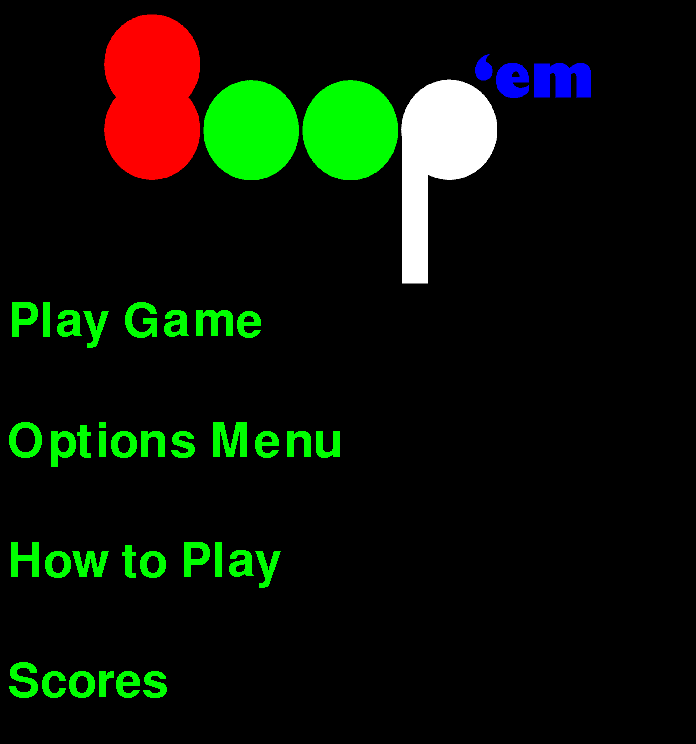 8oop ‘em
Play Game
Options Menu
How to Play
Scores